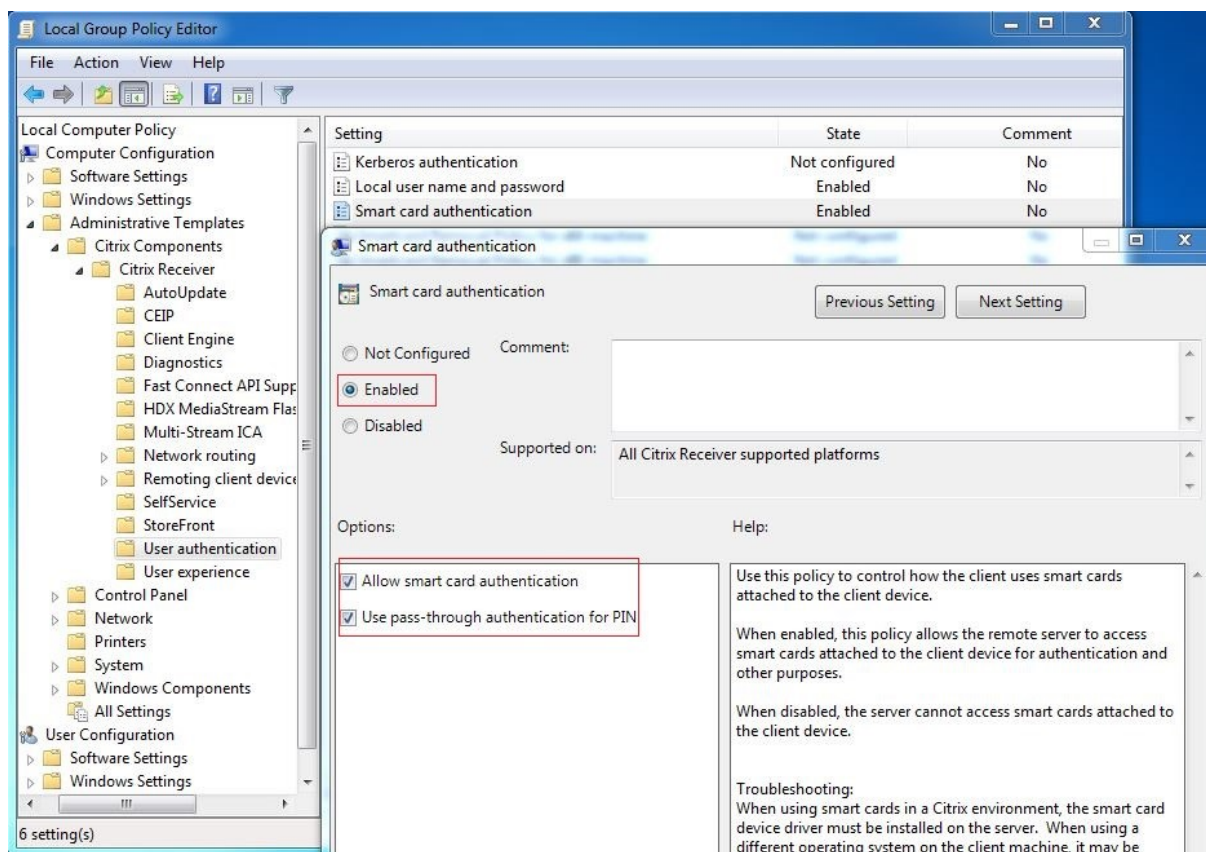 Local Group Policy Editor
File Action View Help
Local Computer Policy
Computer Configuration
Software Settings
Windows Settings
Administrative Templates
Citrix Components
Citrix Receiver
AutoUpdate
CEIP
Client Engine
Diagnostics
Fast Connect API Supp
HDX MediaStream Flas
Multi-Stream ICA
Network routing
Remoting client device
SelfService
StoreFront
User authentication
User experience
Control Panel
Network
Printers
System
Windows Components
All Settings
User Configuration
Software Settings
Windows Settings
6 setting(s)
Setting State Comment
Kerberos authentication Not configured No
Local user name and password Enabled No
Smart card authentication Enabled No
Smart card authentication
Smart card authentication
Previous Setting Next Setting
Not Configured
Enabled
Disabled
Comment:
Supported on: All Citrix Receiver supported platforms
Options:
Allow smart card authentication
Use pass-through authentication for PIN
Help:
Use this policy to control how the client uses smart cards
attached to the client device.
When enabled, this policy allows the remote server to access
smart cards attached to the client device for authentication and
other purposes.
When disabled, the server cannot access smart cards attached to
the client device.
Troubleshooting:
When using smart cards in a Citrix environment, the smart card
device driver must be installed on the server. When using a
different operating system on the client machine, it may be